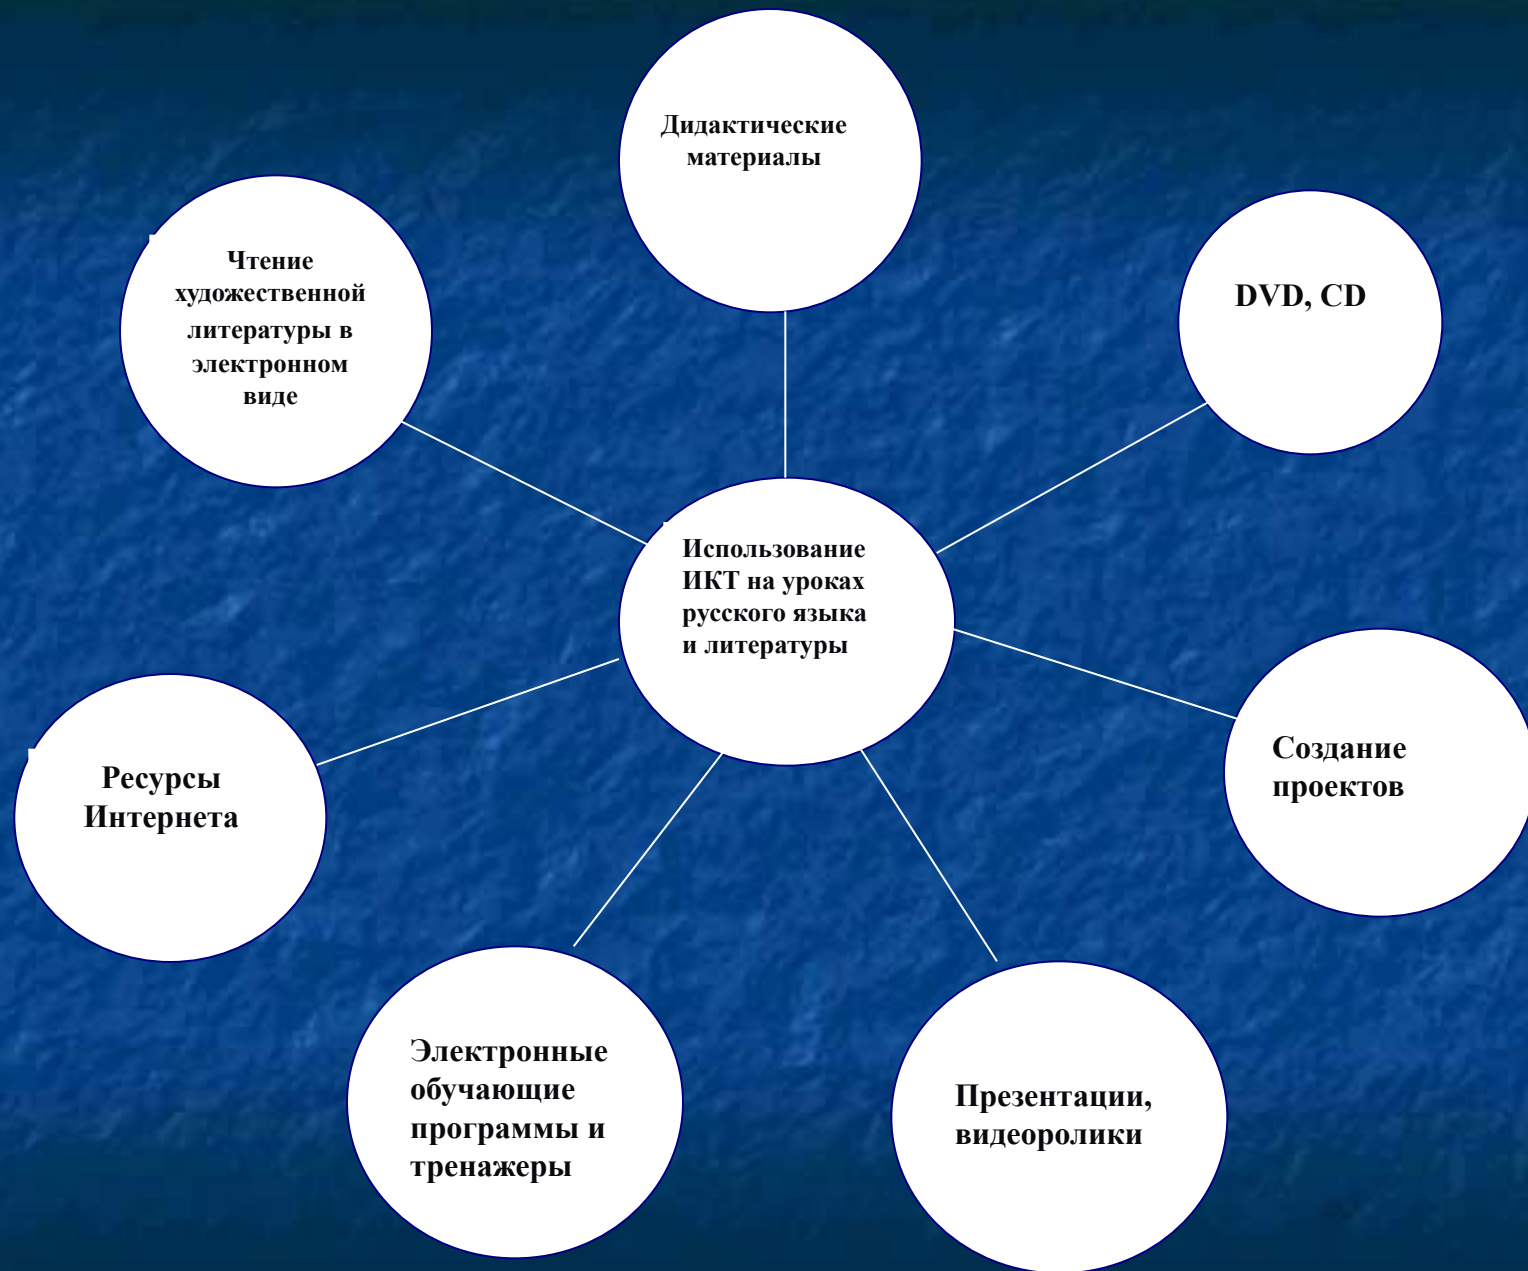 Дидактические
материалы
Чтение
художественной
литературы в
электронном
виде
DVD, CD
Использование
ИКТ на уроках
русского языка
и литературы
Ресурсы
Интернета
Создание
проектов
Электронные
обучающие
программы и
тренажеры
Презентации,
видеоролики